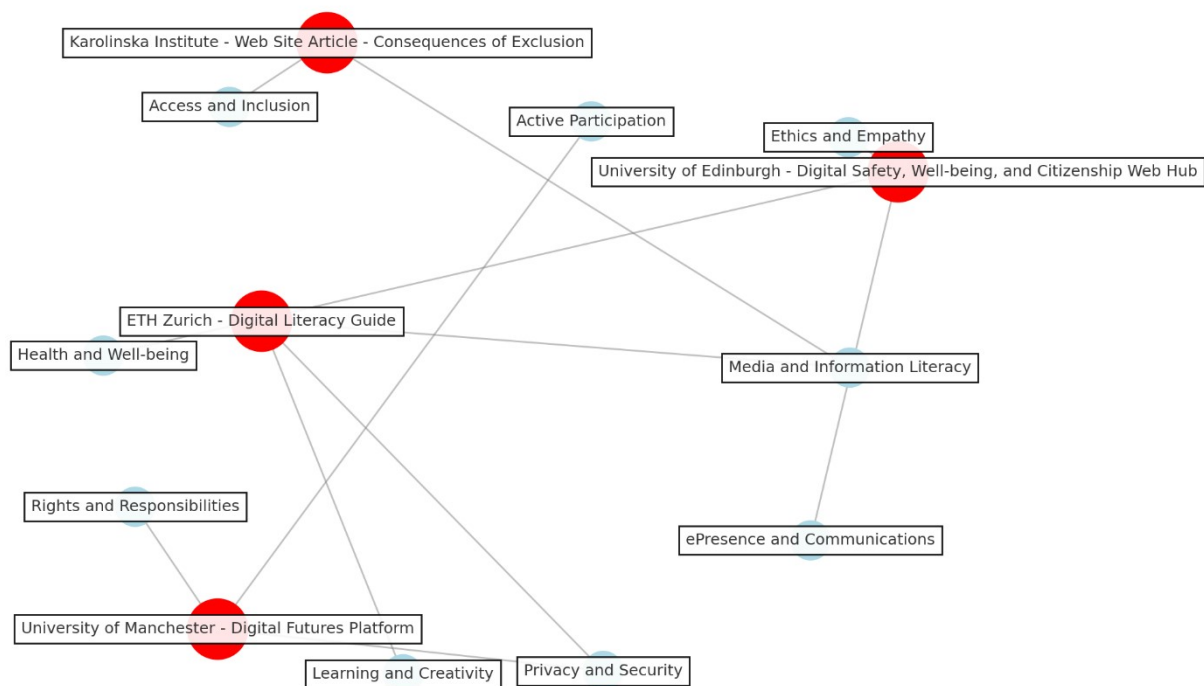 Karolinska Institute - Web Site Article - Consequences of Exclusion
Access and Inclusion
Active Participation
Ethics and Empathy
University of Edinburgh - Digital Safety, Well-being, and Citizenship Web Hub
ETH Zurich - Digital Literacy Guide
Health and Well-being
Media and Information Literacy
Rights and Responsibilities
ePresence and Communications
University of Manchester - Digital Futures Platform
Learning and Creativity
Privacy and Security